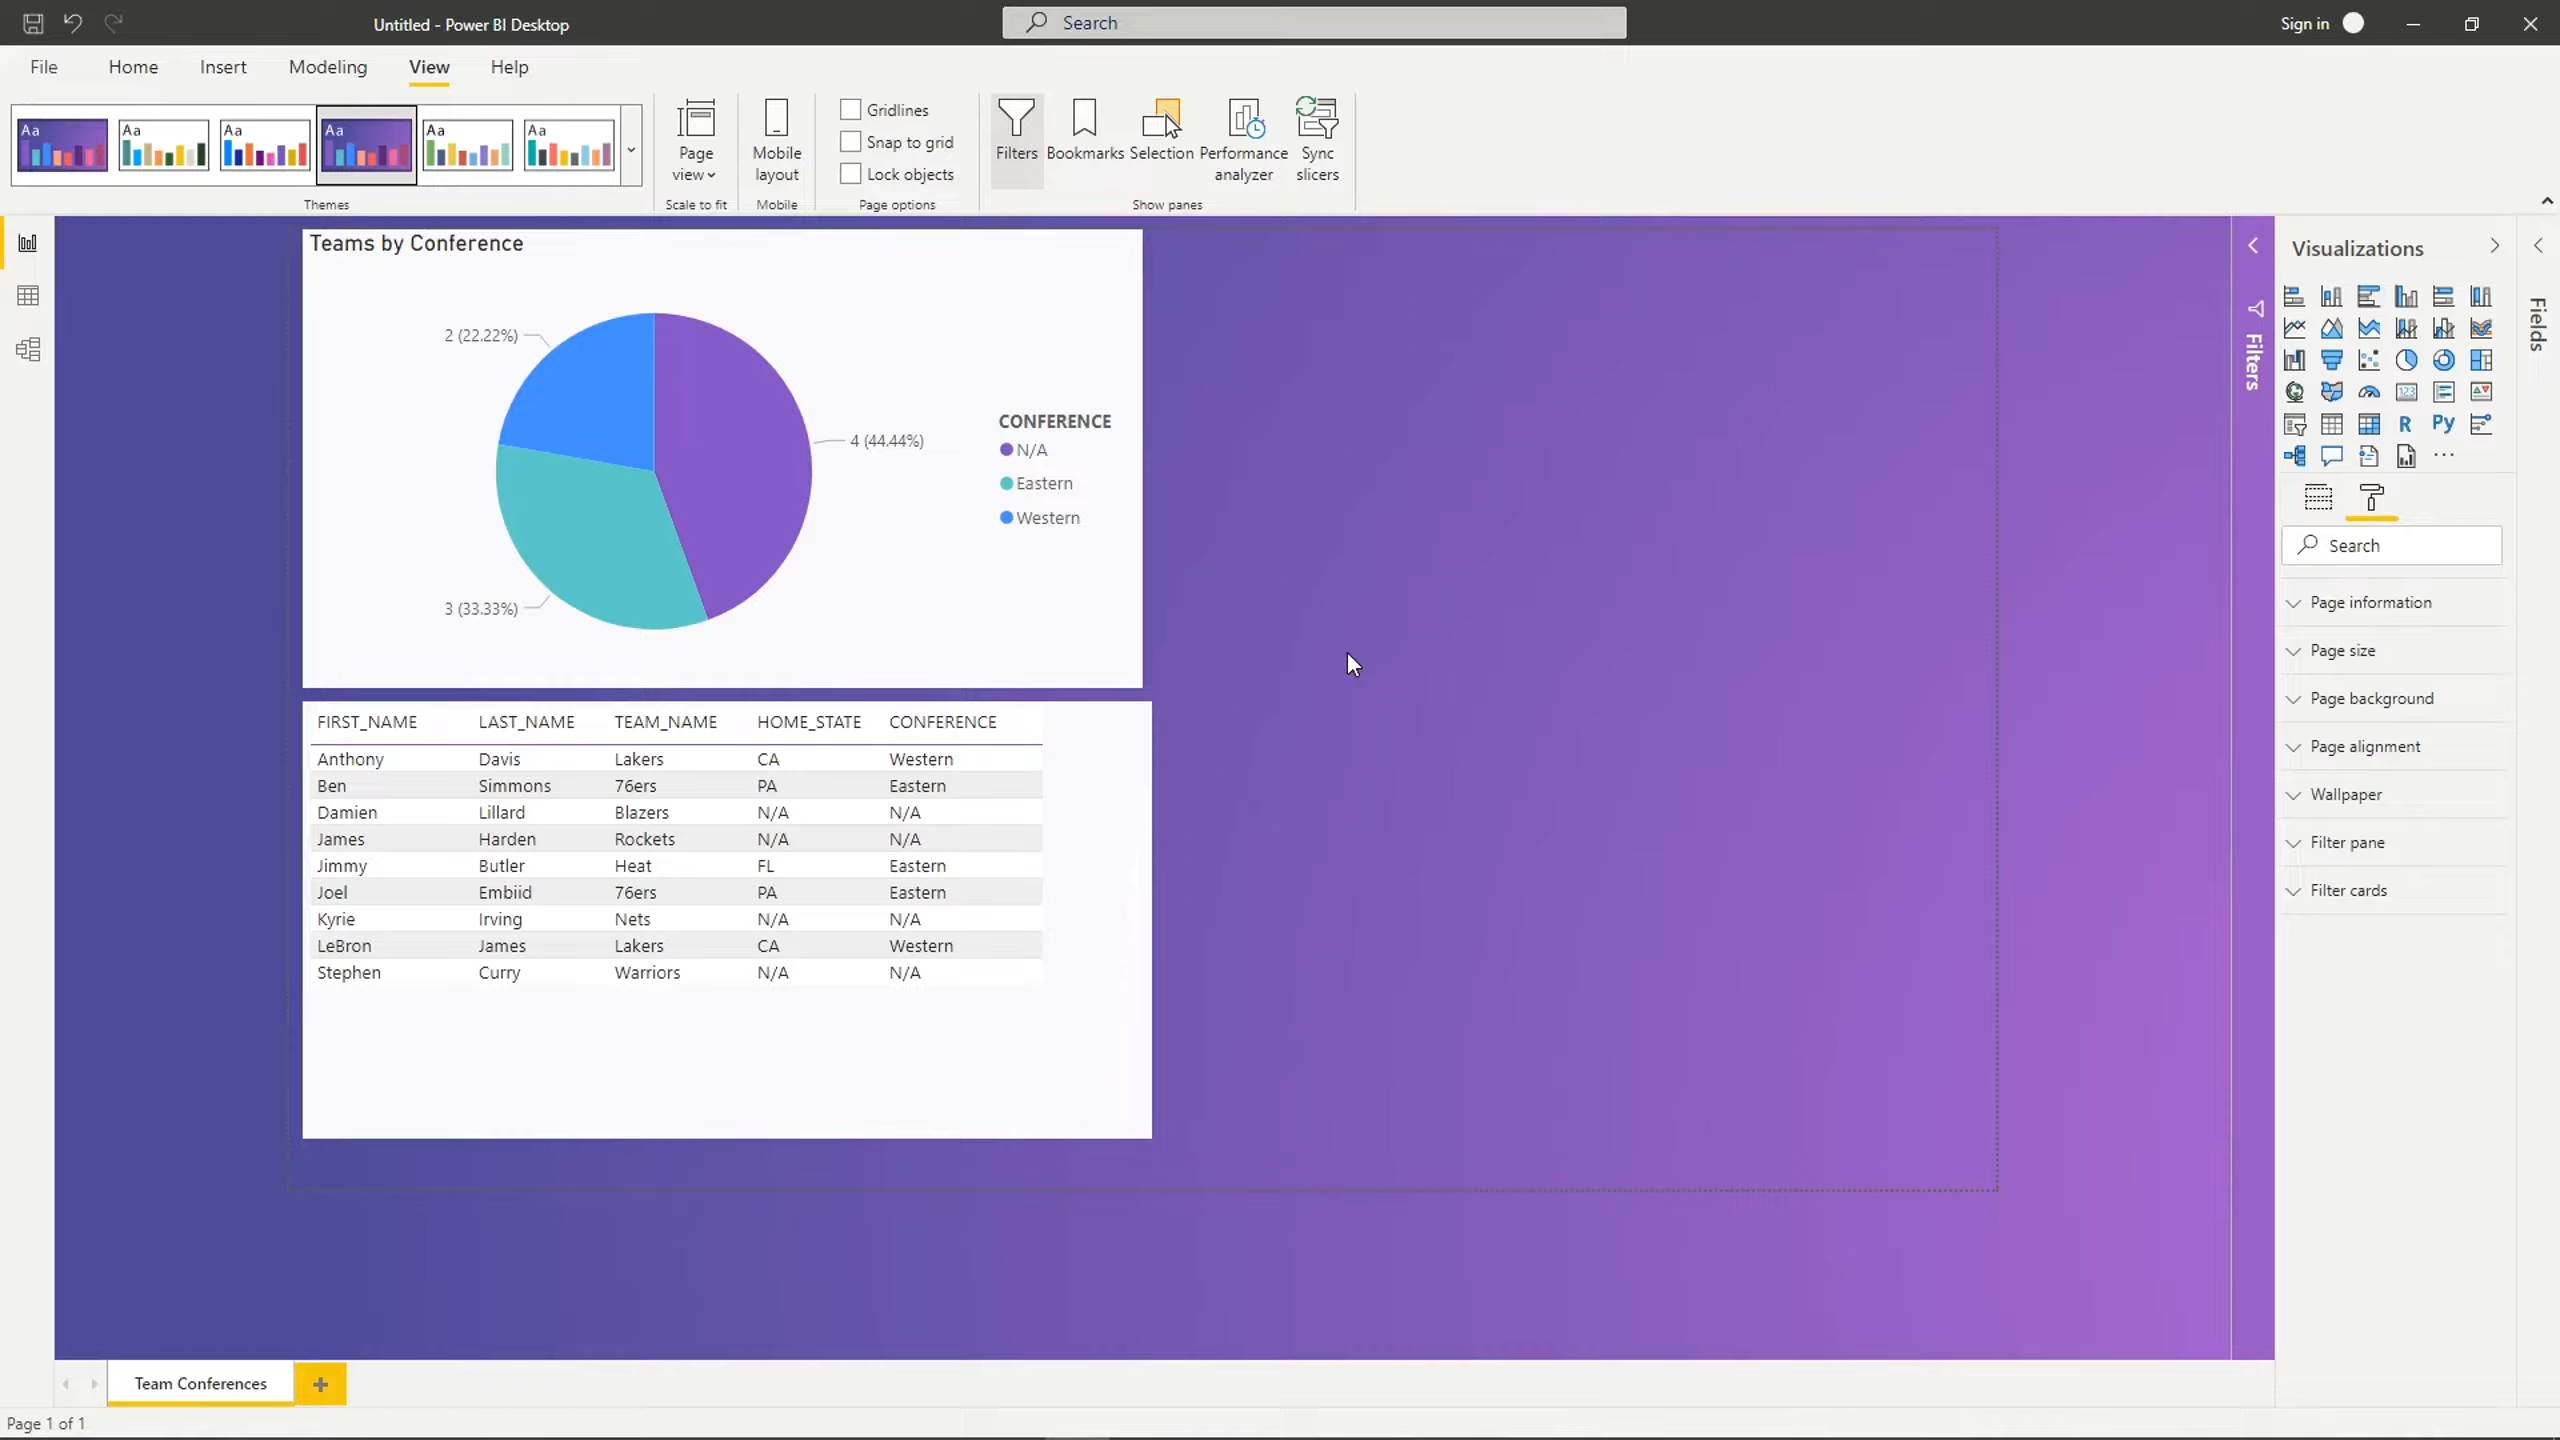 Untitled - Power BI Desktop
Search
Sign in
File Home Insert Modeling View Help
Aa Aa Aa Aa Aa Aa
Themes
Page view
Scale to fit
Mobile layout
Mobile
Gridlines
Snap to grid
Lock objects
Page options
Filters
Bookmarks
Selection
Performance analyzer
Sync slicers
Show panes
Teams by Conference
2 (22.22%)
4 (44.44%)
3 (33.33%)
CONFERENCE
N/A
Eastern
Western
FIRST_NAME LAST_NAME TEAM_NAME HOME_STATE CONFERENCE
Anthony Davis Lakers CA Western
Ben Simmons 76ers PA Eastern
Damien Lillard Blazers N/A N/A
James Harden Rockets N/A N/A
Jimmy Butler Heat FL Eastern
Joel Embiid 76ers PA Eastern
Kyrie Irving Nets N/A N/A
LeBron James Lakers CA Western
Stephen Curry Warriors N/A N/A
Filters
Visualizations
123
R Py
Search
Page information
Page size
Page background
Page alignment
Wallpaper
Filter pane
Filter cards
Fields
Team Conferences
Page 1 of 1